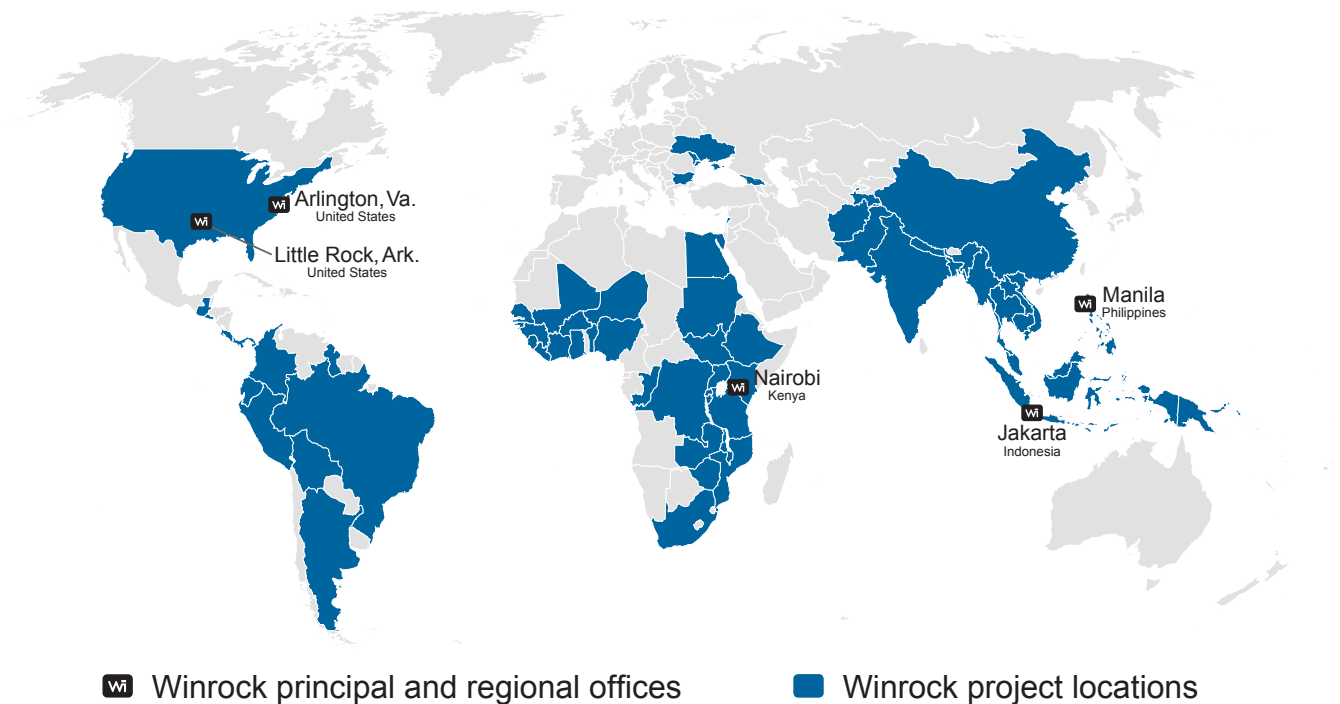 Arlington, Va.
United States
Little Rock, Ark.
United States
Manila
Philippines
Nairobi
Kenya
Jakarta
Indonesia
Wi Winrock principal and regional offices
Winrock project locations